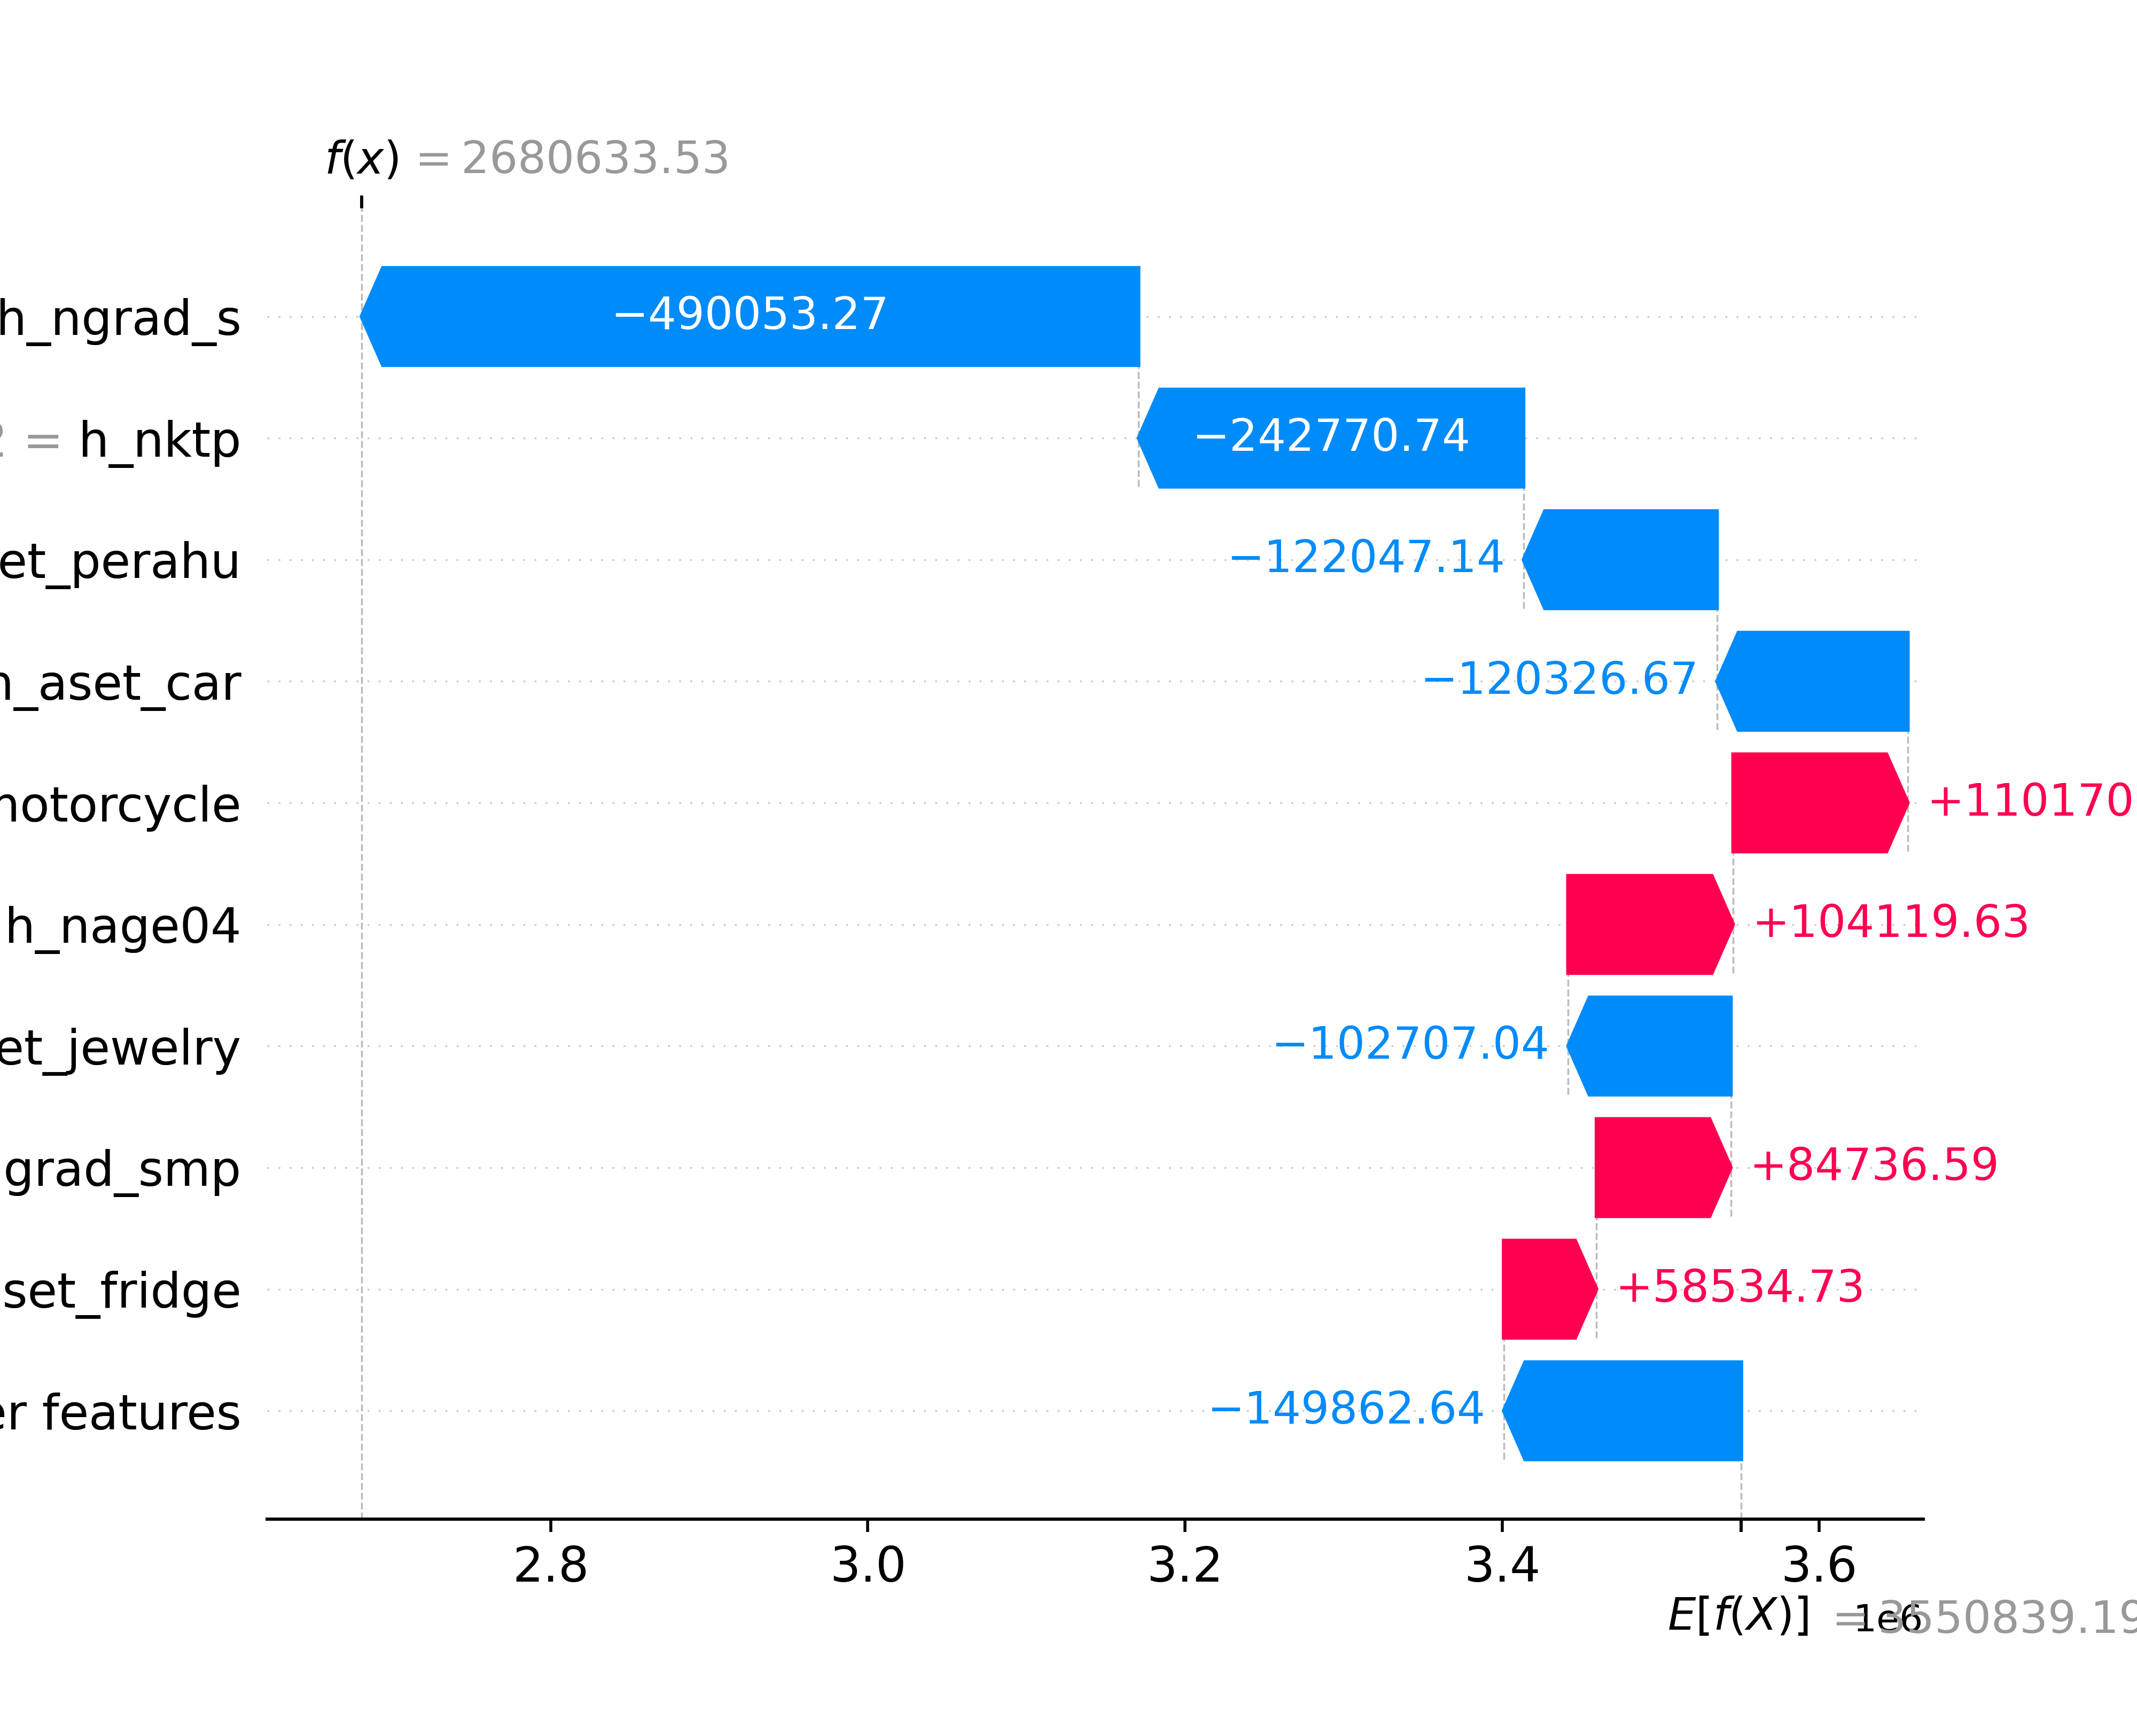 f(x) = 2680633.53
h_ngrad_s
−490053.27
= h_nktp
−242770.74
et_perahu
−122047.14
_aset_car
−120326.67
otorcycle
+110170
h_nage04
+104119.63
et_jewelry
−102707.04
grad_smp
+84736.59
set_fridge
+58534.73
er features
−149862.64
2.8 3.0 3.2 3.4 3.6
E[f(X)] = 3550839.19
1e6